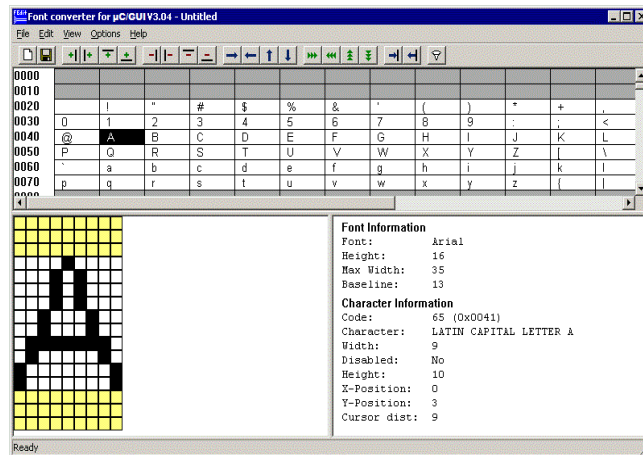 Font converter for µC/GUI V3.04 - Untitled
File Edit View Options Help
0000
0010
0020 ! " # $ % & ' ( ) * + ,
0030 0 1 2 3 4 5 6 7 8 9 : ; <
0040 @ A B C D E F G H I J K L
0050 P Q R S T U V W X Y Z [ \
0060 ` a b c d e f g h i j k l
0070 p q r s t u v w x y z { |
Font Information
Font: Arial
Height: 16
Max Width: 35
Baseline: 13
Character Information
Code: 65 (0x0041)
Character: LATIN CAPITAL LETTER A
Width: 9
Disabled: No
Height: 10
X-Position: 0
Y-Position: 3
Cursor dist: 9
Ready